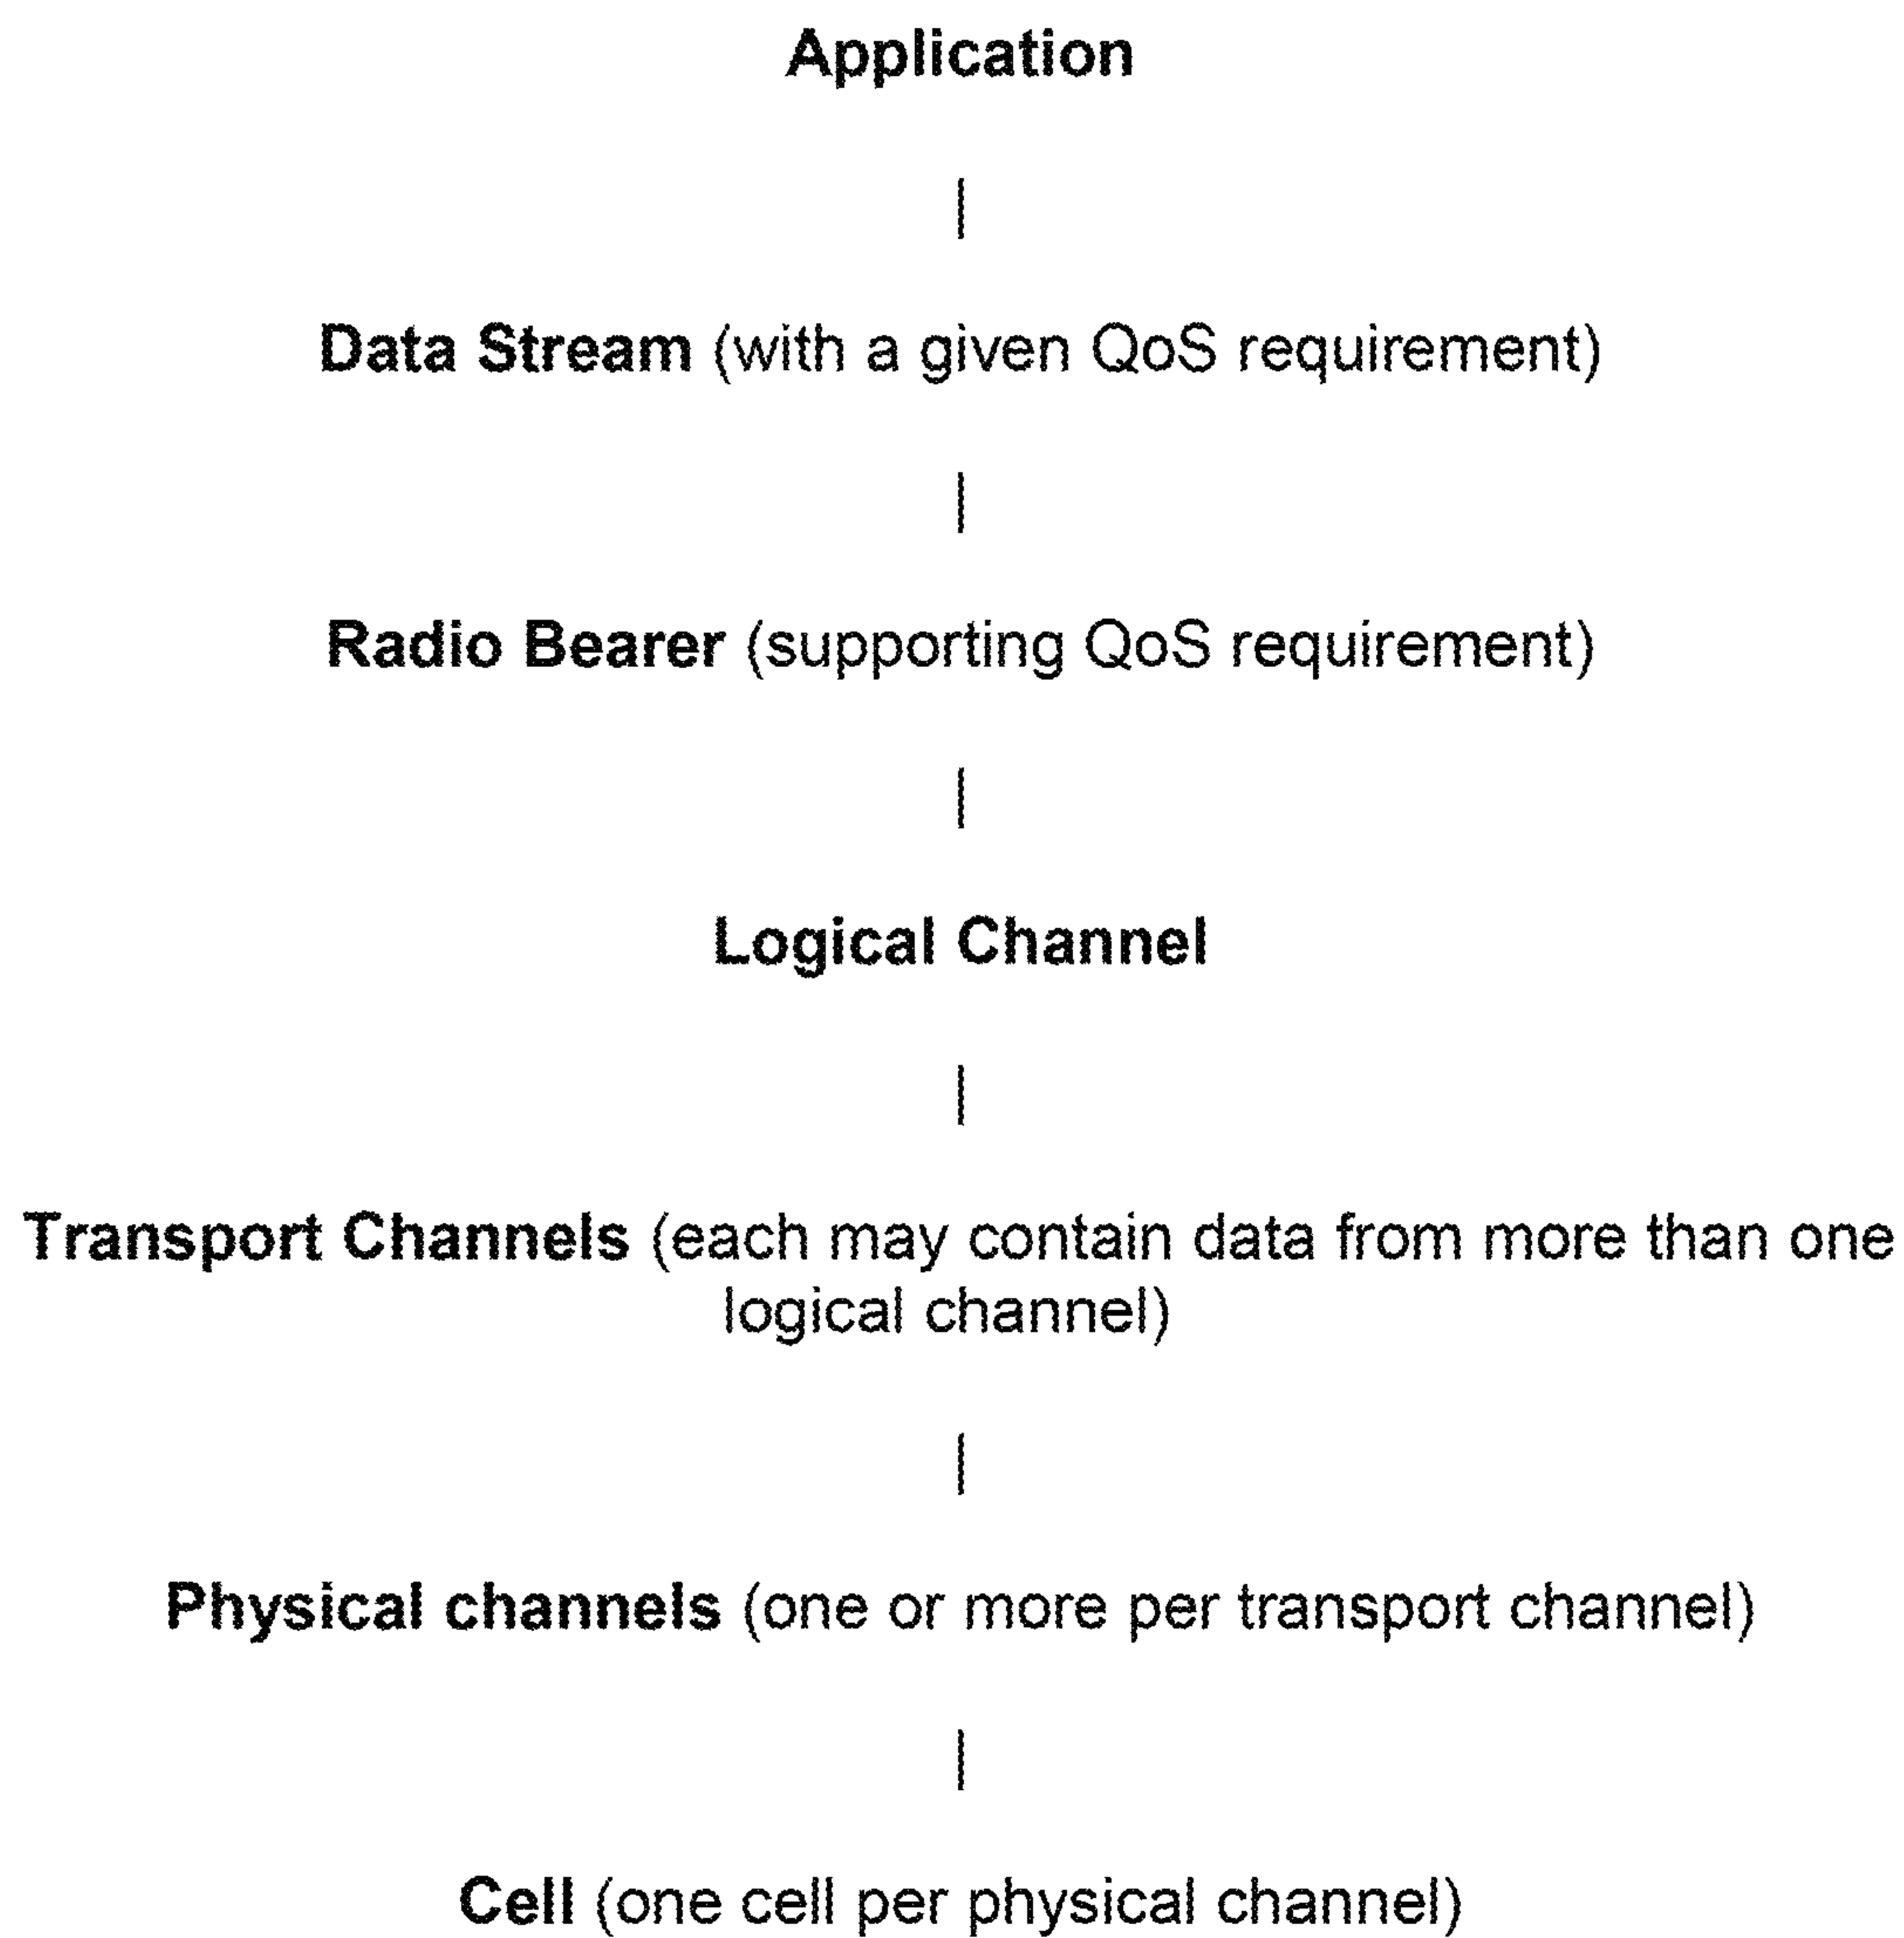 Application
Data Stream (with a given QoS requirement)
Radio Bearer (supporting QoS requirement)
Logical Channel
Transport Channels (each may contain data from more than one
logical channel)
Physical channels (one or more per transport channel)
Cell (one cell per physical channel)